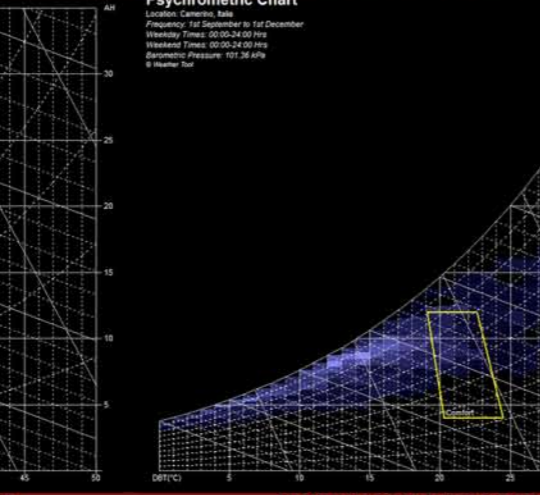 AH
Psychrometric Chart
Location: Camerino, Italia
Frequency: 1st September to 1st December
Weekday Times: 00:00-24:00 Hrs
Weekend Times: 00:00-24:00 Hrs
Barometric Pressure: 101.36 kPa
© Weather Tool
30
25
20
15
10
5
Comfort
45
50
DBT(°C)
5
10
15
20
25